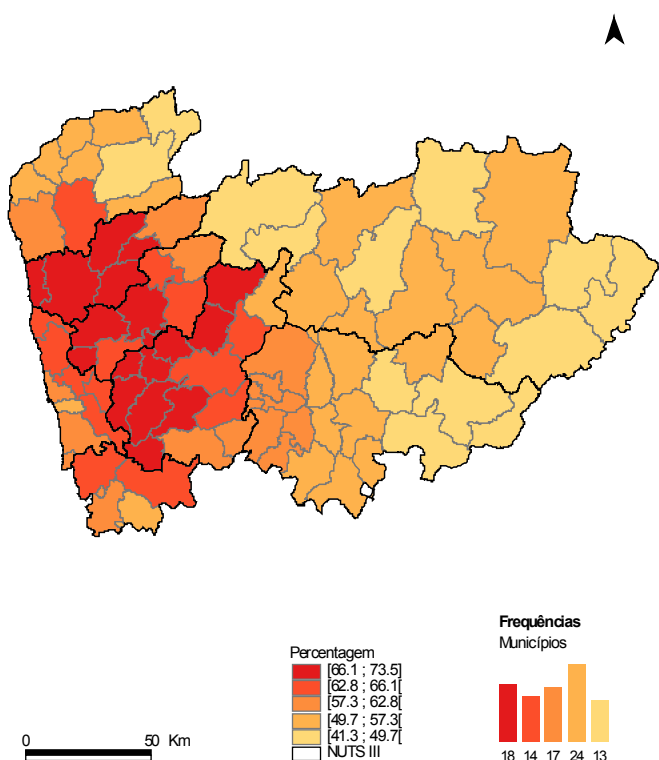 Frequências
Municípios
Percentagem
[66.1 ; 73.5]
[62.8 ; 66.1[
[57.3 ; 62.8[
[49.7 ; 57.3[
[41.3 ; 49.7[
NUTS III
0 50 Km
18 14 17 24 13